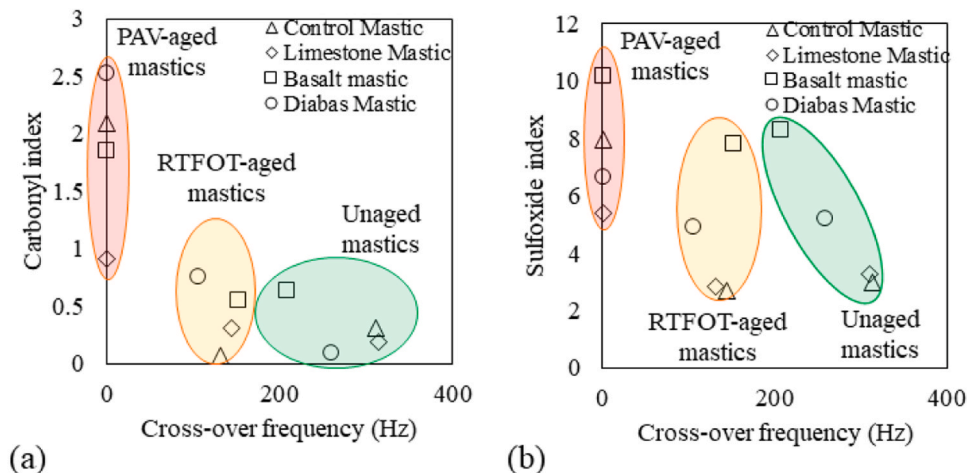 3
2.5
2
1.5
1
0.5
0
Carbonyl index
PAV-aged
mastics
Control Mastic
Limestone Mastic
Basalt mastic
Diabas Mastic
RTFOT-aged
mastics
Unaged
mastics
0
200
400
Cross-over frequency (Hz)
(a)
12
10
8
6
4
2
0
Sulfoxide index
PAV-aged
mastics
Control Mastic
Limestone Mastic
Basalt mastic
Diabas Mastic
RTFOT-aged
mastics
Unaged
mastics
0
200
400
Cross-over frequency (Hz)
(b)